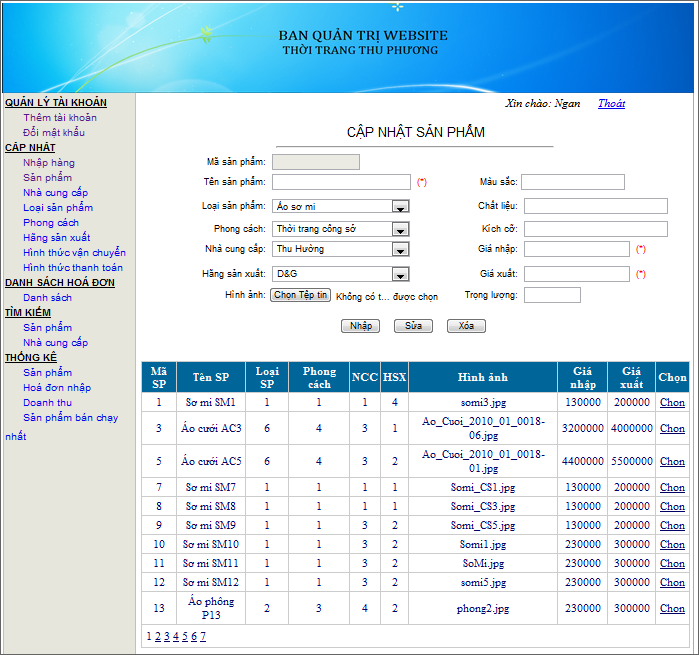 BAN QUẢN TRỊ WEBSITE
THỜI TRANG THU PHƯƠNG
QUẢN LÝ TÀI KHOẢN
Thêm tài khoản
Đổi mật khẩu
CẬP NHẬT
Nhập hàng
Sản phẩm
Nhà cung cấp
Loại sản phẩm
Phong cách
Hãng sản xuất
Hình thức vận chuyển
Hình thức thanh toán
DANH SÁCH HOÁ ĐƠN
Danh sách
TÌM KIẾM
Sản phẩm
Nhà cung cấp
THỐNG KÊ
Sản phẩm
Hoá đơn nhập
Doanh thu
Sản phẩm bán chạy
nhất
Xin chào: Ngan Thoát
CẬP NHẬT SẢN PHẨM
Mã sản phẩm:
Tên sản phẩm: (*) Màu sắc:
Loại sản phẩm: Áo sơ mi Chất liệu:
Phong cách: Thời trang công sở Kích cỡ:
Nhà cung cấp: Thu Hường Giá nhập: (*)
Hãng sản xuất: D&G Giá xuất: (*)
Hình ảnh: Chọn Tệp tin Không có t... được chọn Trọng lượng:
Nhập Sửa Xóa
Mã SP Tên SP Loại SP Phong cách NCC HSX Hình ảnh Giá nhập Giá xuất Chọn
1 Sơ mi SM1 1 1 1 4 somi3.jpg 130000 200000 Chon
3 Áo cưới AC3 6 4 3 1 Ao_Cuoi_2010_01_0018-06.jpg 3200000 4000000 Chon
5 Áo cưới AC5 6 4 3 2 Ao_Cuoi_2010_01_0018-01.jpg 4400000 5500000 Chon
7 Sơ mi SM7 1 1 1 1 Somi_CS1.jpg 130000 200000 Chon
8 Sơ mi SM8 1 1 1 1 Somi_CS3.jpg 130000 200000 Chon
9 Sơ mi SM9 1 1 3 2 Somi_CS5.jpg 130000 200000 Chon
10 Sơ mi SM10 1 1 3 2 Somi1.jpg 230000 300000 Chon
11 Sơ mi SM11 1 1 3 2 SoMi.jpg 230000 300000 Chon
12 Sơ mi SM12 1 1 3 2 somi5.jpg 230000 300000 Chon
13 Áo phông P13 2 3 4 2 phong2.jpg 230000 300000 Chon
1 2 3 4 5 6 7